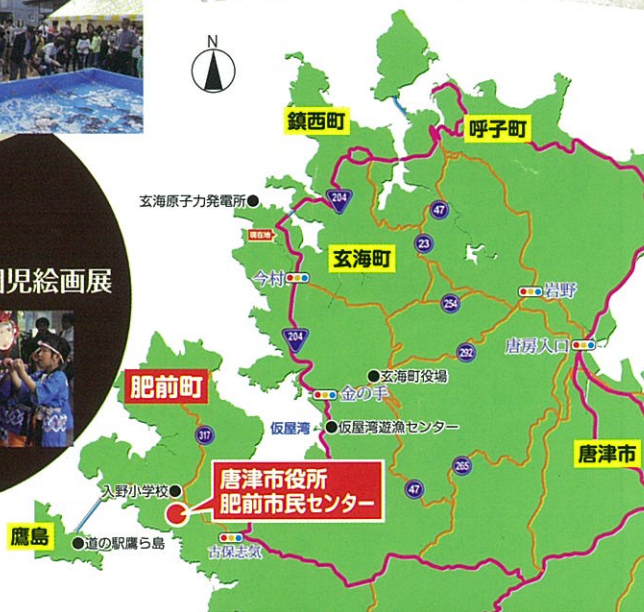 N
鎮西町
呼子町
玄海原子力発電所
204
47
現在地
23
玄海町
児絵画展
今村
254
岩野
204
292
唐房入口
玄海町役場
肥前町
金の手
仮屋湾
仮屋湾遊漁センター
317
唐津市
265
唐津市役所
肥前市民センター
入野小学校
47
鷹島
道の駅鷹ら島
古保志気